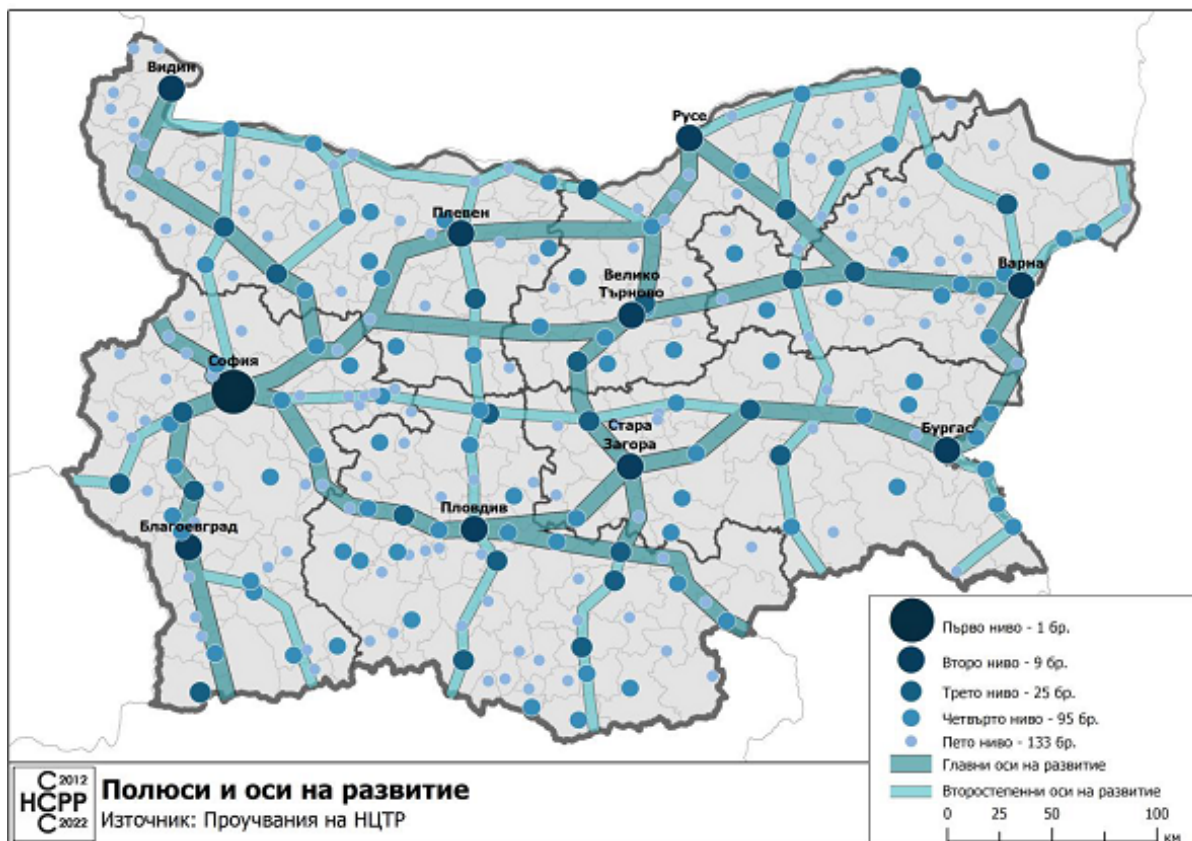 Видин
Русе
Плевен
Велико
Търново
Варна
София
Стара
Загора
Бургас
Пловдив
Благоевград
Първо ниво - 1 бр.
Второ ниво - 9 бр.
Трето ниво - 25 бр.
Четвърто ниво - 95 бр.
Пето ниво - 133 бр.
Главни оси на развитие
Второстепенни оси на развитие
0 25 50 100
км
С 2012
НСРР
С 2022
Полюси и оси на развитие
Източник: Проучвания на НЦТР